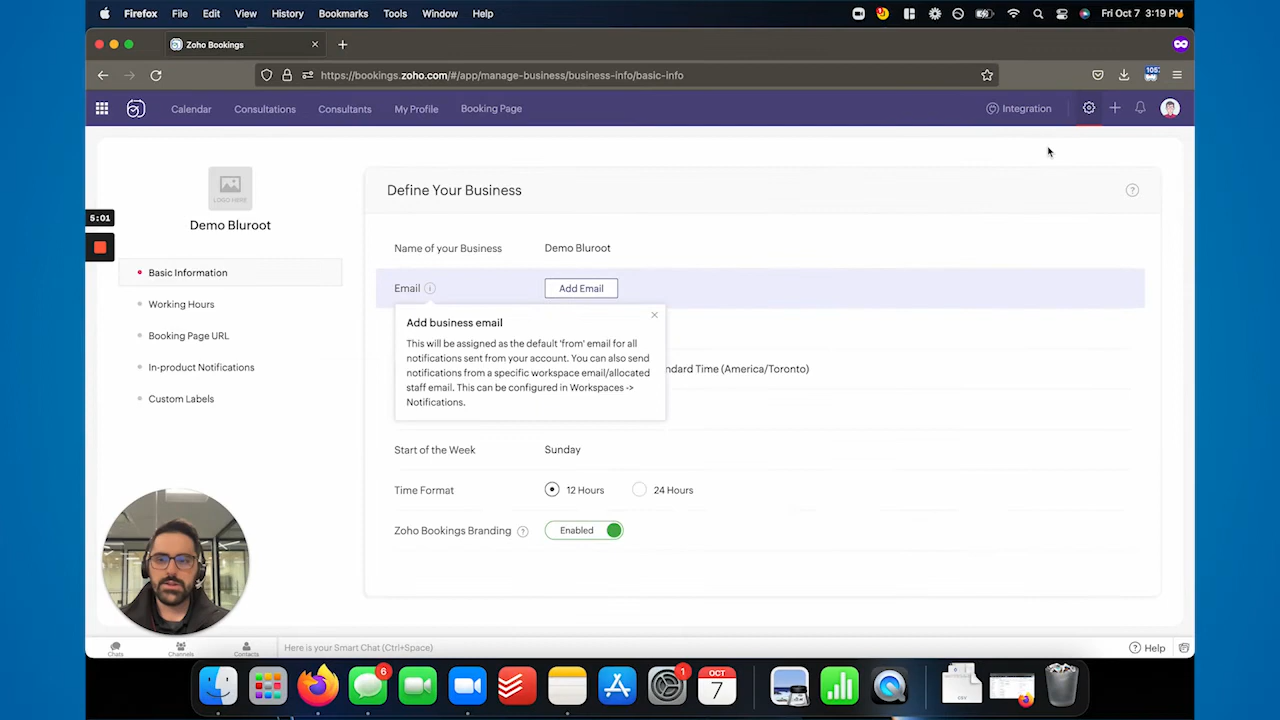 Firefox File Edit View History Bookmarks Tools Window Help Fri Oct 7 3:19 PM
Zoho Bookings
https://bookings.zoho.com/#/app/manage-business/business-info/basic-info
105
Calendar Consultations Consultants My Profile Booking Page Integration
LOGO HERE
Demo Bluroot
5:01
Basic Information
Working Hours
Booking Page URL
In-product Notifications
Custom Labels
Define Your Business
Name of your Business Demo Bluroot
Email Add Email
Add business email
This will be assigned as the default 'from' email for all
notifications sent from your account. You can also send
notifications from a specific workspace email/allocated
staff email. This can be configured in Workspaces ->
Notifications.
ndard Time (America/Toronto)
Start of the Week Sunday
Time Format 12 Hours 24 Hours
Zoho Bookings Branding Enabled
Chats Channels Contacts Here is your Smart Chat (Ctrl+Space) Help
6
1
OCT
7
CSV